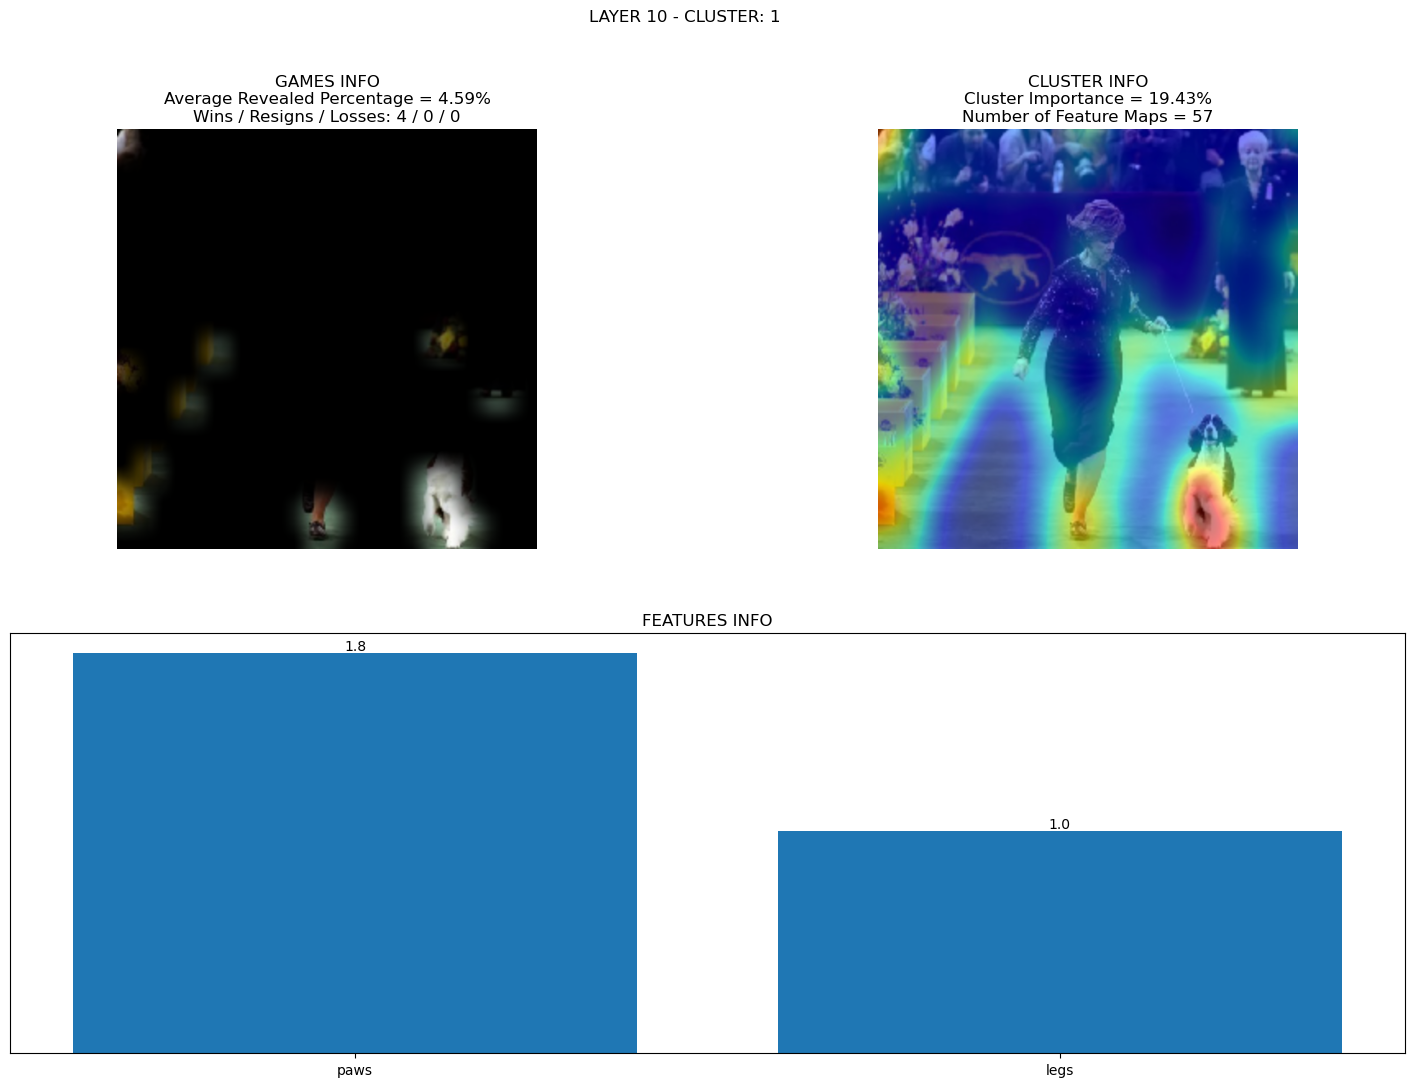 LAYER 10 - CLUSTER: 1
GAMES INFO
Average Revealed Percentage = 4.59%
Wins / Resigns / Losses: 4 / 0 / 0
CLUSTER INFO
Cluster Importance = 19.43%
Number of Feature Maps = 57
FEATURES INFO
1.8
1.0
paws
legs